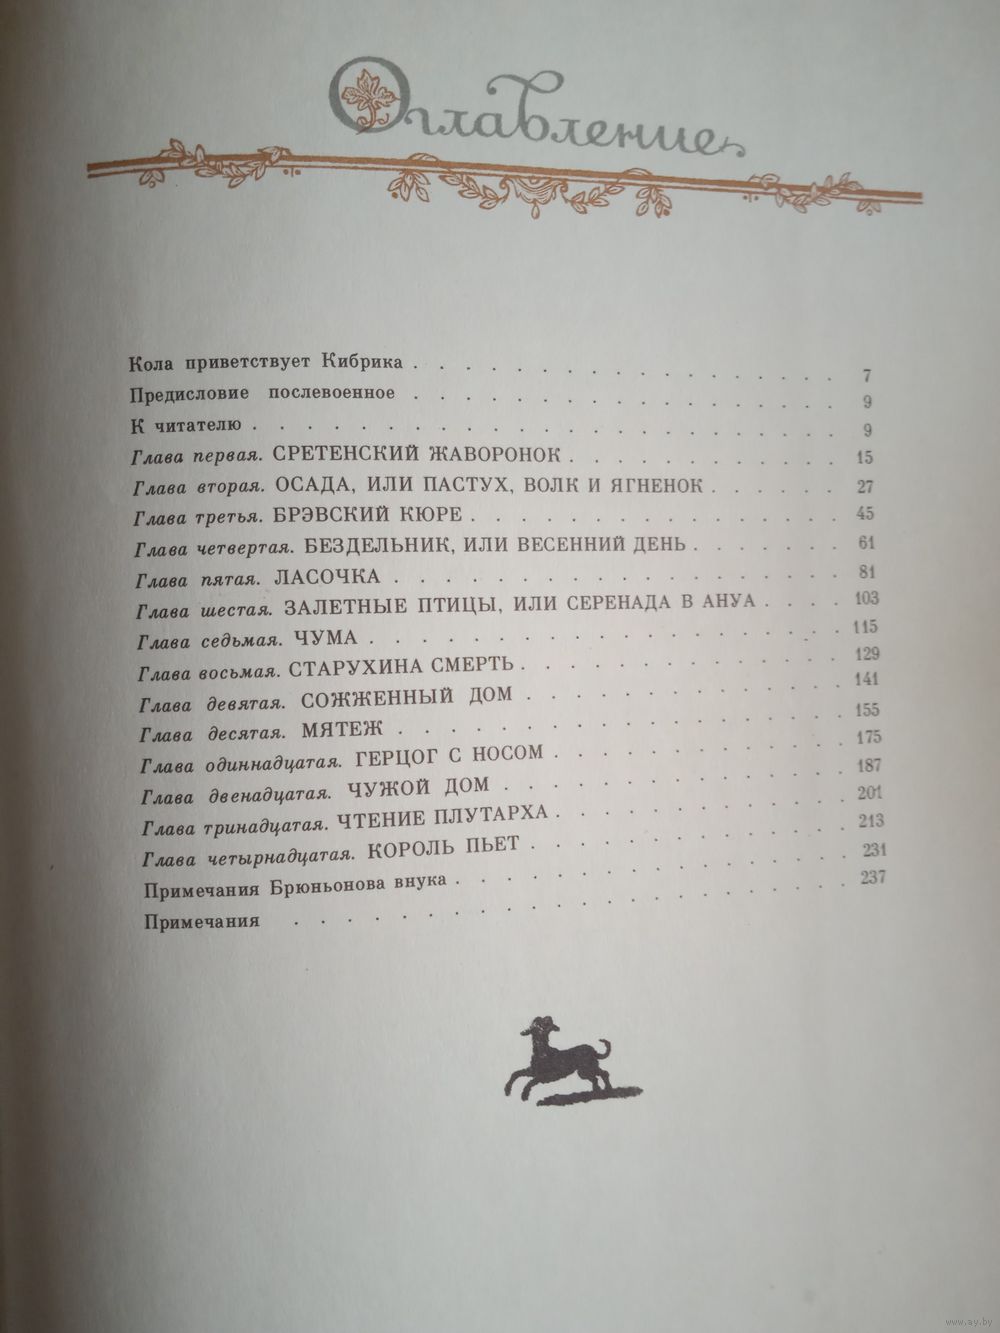 Оглавление
Кола приветствует Кибрика . . . . . . . . . . . . . . . . 7
Предисловие послевоенное . . . . . . . . . . . . . . . . 9
К читателю . . . . . . . . . . . . . . . . . . . . . . 9
Глава первая. СРЕТЕНСКИЙ ЖАВОРОНОК . . . . . . . . . . . 15
Глава вторая. ОСАДА, ИЛИ ПАСТУХ, ВОЛК И ЯГНЕНОК . . . . . . 27
Глава третья. БРЭВСКИЙ КЮРЕ . . . . . . . . . . . . . . 45
Глава четвертая. БЕЗДЕЛЬНИК, ИЛИ ВЕСЕННИЙ ДЕНЬ . . . . . . 61
Глава пятая. ЛАСОЧКА . . . . . . . . . . . . . . . . . 81
Глава шестая. ЗАЛЕТНЫЕ ПТИЦЫ, ИЛИ СЕРЕНАДА В АНУА . . . . 103
Глава седьмая. ЧУМА . . . . . . . . . . . . . . . . . . 115
Глава восьмая. СТАРУХИНА СМЕРТЬ . . . . . . . . . . . . 129
Глава девятая. СОЖЖЕННЫЙ ДОМ . . . . . . . . . . . . 141
Глава десятая. МЯТЕЖ . . . . . . . . . . . . . . . . . 155
Глава одиннадцатая. ГЕРЦОГ С НОСОМ . . . . . . . . . . . 175
Глава двенадцатая. ЧУЖОЙ ДОМ . . . . . . . . . . . . . 187
Глава тринадцатая. ЧТЕНИЕ ПЛУТАРХА . . . . . . . . . . . 201
Глава четырнадцатая. КОРОЛЬ ПЬЕТ . . . . . . . . . . . . 213
Примечания Брюньонова внука . . . . . . . . . . . . . . . 231
Примечания . . . . . . . . . . . . . . . . . . . . . 237
www.ay.by